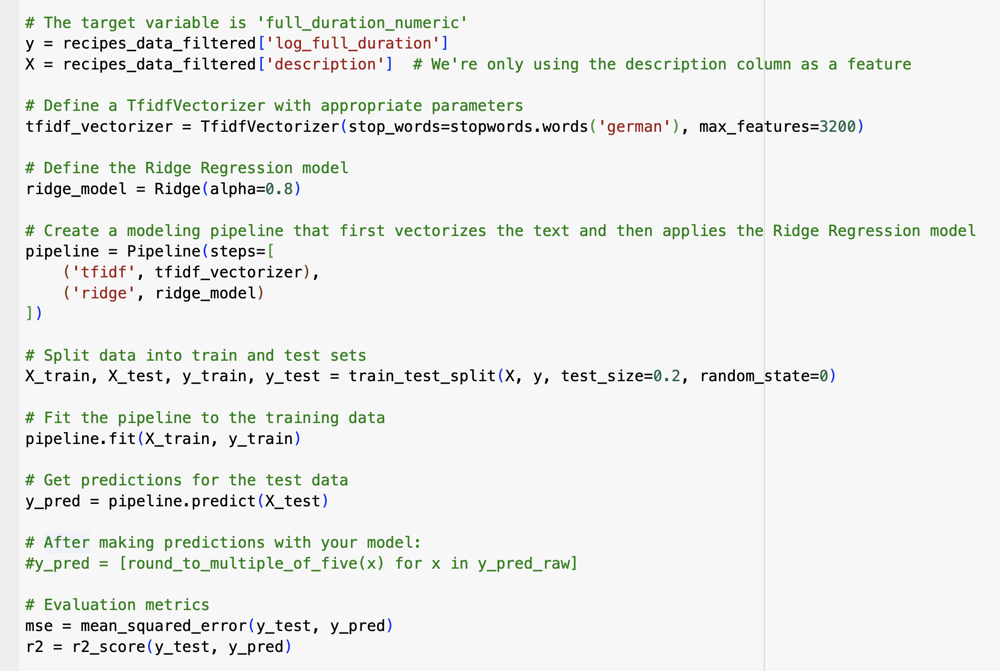 # The target variable is 'full_duration_numeric'
y = recipes_data_filtered['log_full_duration']
X = recipes_data_filtered['description']  # We're only using the description column as a feature
# Define a TfidfVectorizer with appropriate parameters
tfidf_vectorizer = TfidfVectorizer(stop_words=stopwords.words('german'), max_features=3200)
# Define the Ridge Regression model
ridge_model = Ridge(alpha=0.8)
# Create a modeling pipeline that first vectorizes the text and then applies the Ridge Regression model
pipeline = Pipeline(steps=[
    ('tfidf', tfidf_vectorizer),
    ('ridge', ridge_model)
])
# Split data into train and test sets
X_train, X_test, y_train, y_test = train_test_split(X, y, test_size=0.2, random_state=0)
# Fit the pipeline to the training data
pipeline.fit(X_train, y_train)
# Get predictions for the test data
y_pred = pipeline.predict(X_test)
# After making predictions with your model:
#y_pred = [round_to_multiple_of_five(x) for x in y_pred_raw]
# Evaluation metrics
mse = mean_squared_error(y_test, y_pred)
r2 = r2_score(y_test, y_pred)